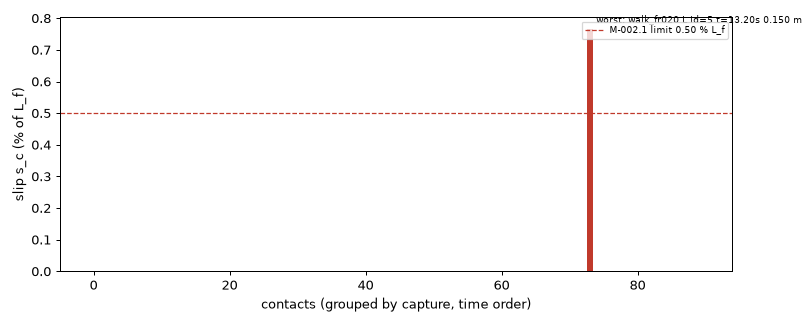 worst: walk_fr020 L id=5 t=13.20s 0.150 m
M-002.1 limit 0.50 % L_f
0.8
0.7
0.6
0.5
0.4
0.3
0.2
0.1
0.0
slip s_c (% of L_f)
0 20 40 60 80
contacts (grouped by capture, time order)